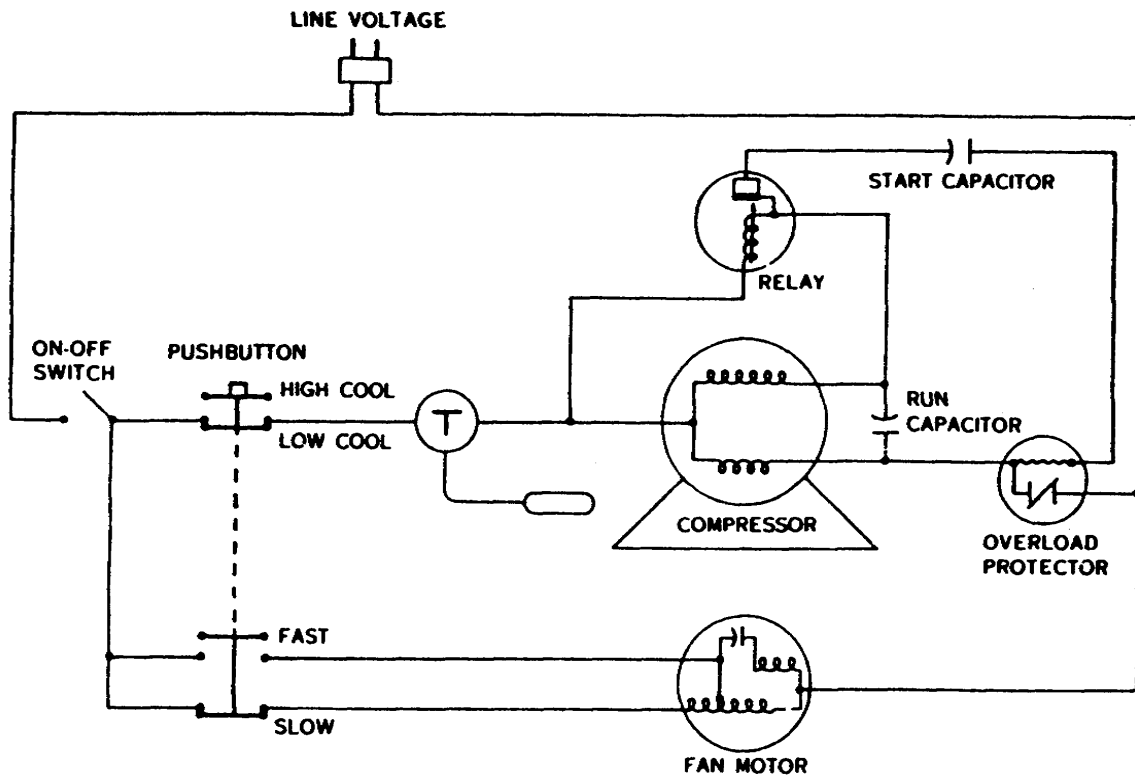 LINE VOLTAGE
START CAPACITOR
RELAY
ON-OFF
SWITCH
PUSHBUTTON
HIGH COOL
LOW COOL
T
RUN
CAPACITOR
COMPRESSOR
OVERLOAD
PROTECTOR
FAST
SLOW
FAN MOTOR